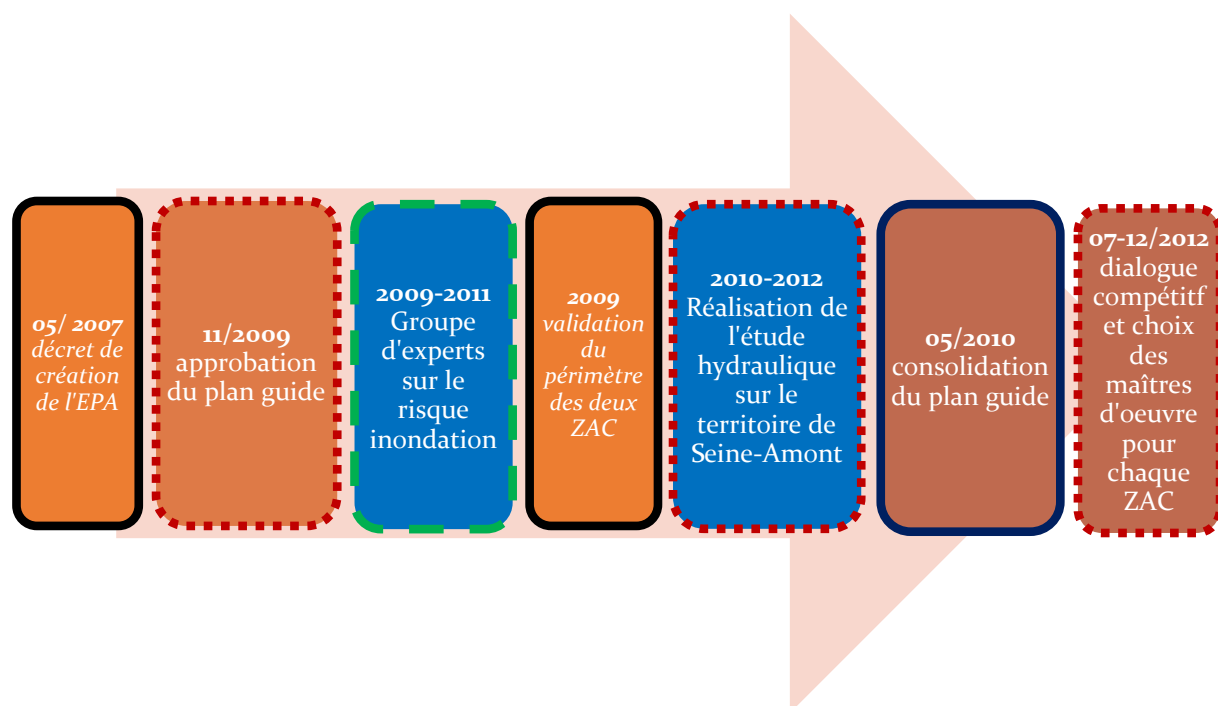 05/ 2007
décret de
création
de l'EPA
11/2009
approbation
du plan guide
2009-2011
Groupe
d'experts
sur le
risque
inondation
2009
validation
du
périmètre
des deux
ZAC
2010-2012
Réalisation de
l'étude
hydraulique
sur le
territoire de
Seine-Amont
05/2010
consolidation
du plan guide
07-12/2012
dialogue
compétitf
et choix
des
maîtres
d'oeuvre
pour
chaque
ZAC